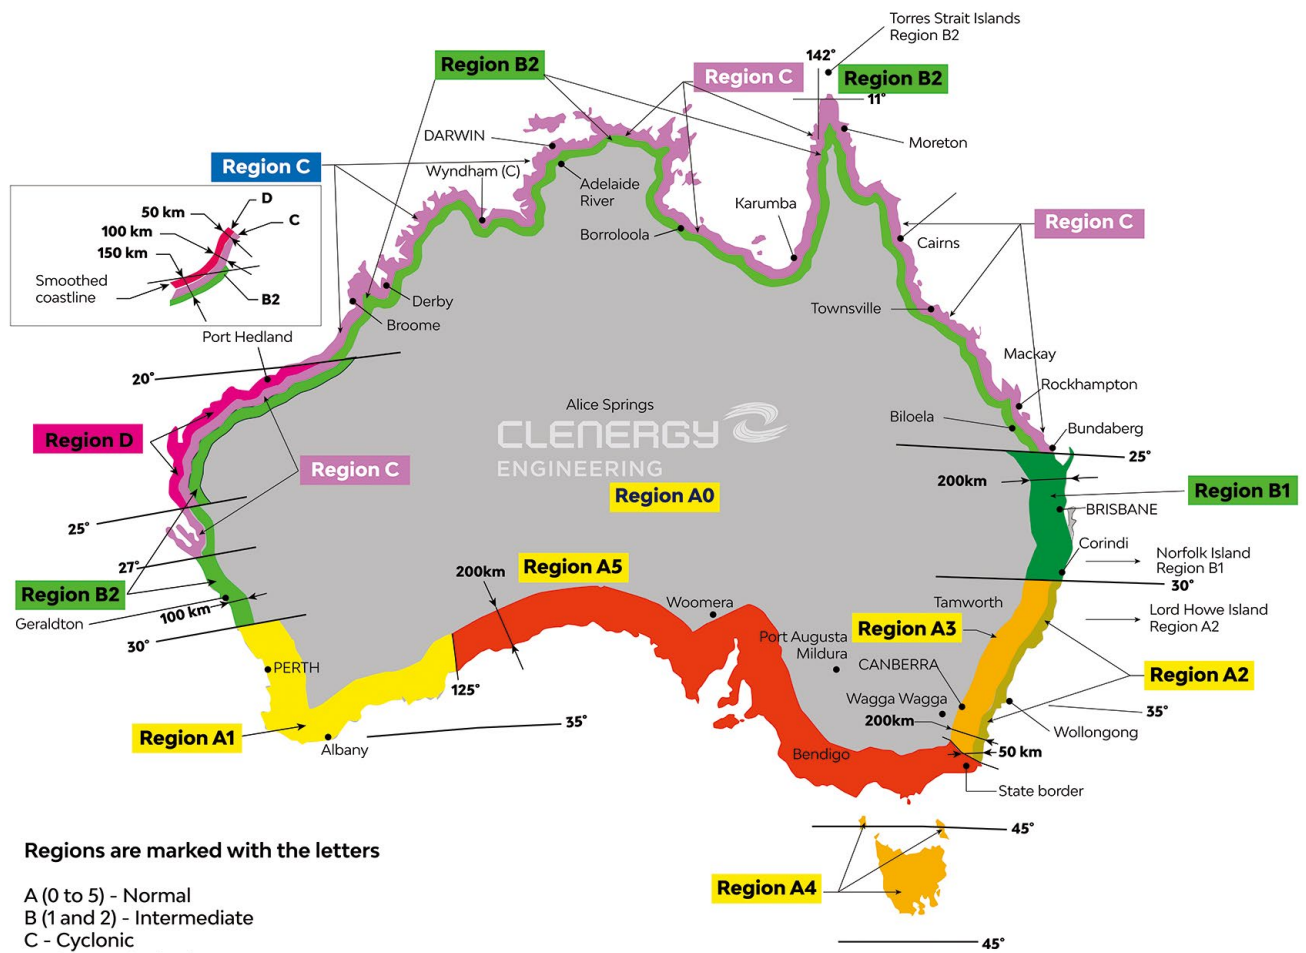 Torres Strait Islands
Region B2
142°
Region B2
Region C
Region B2
11°
DARWIN
Moreton
Region C
Wyndham (C)
Adelaide
River
Karumba
Borroloola
Region C
Cairns
D
50 km
C
100 km
150 km
Smoothed
coastline
B2
Derby
Broome
Townsville
Port Hedland
Mackay
20°
Rockhampton
Alice Springs
Biloela
Bundaberg
CLENERGY
ENGINEERING
Region D
Region C
25°
200km
Region A0
Region B1
BRISBANE
25°
Corindi
Norfolk Island
Region B1
27°
200km
Region A5
30°
Region B2
100 km
Geraldton
Woomera
Tamworth
Lord Howe Island
Region A2
30°
Port Augusta
Mildura
Region A3
PERTH
CANBERRA
Region A2
125°
Wagga Wagga
35°
200km
35°
Region A1
Albany
Wollongong
Bendigo
50 km
State border
45°
Regions are marked with the letters
Region A4
A (0 to 5) - Normal
B (1 and 2) - Intermediate
C - Cyclonic
45°